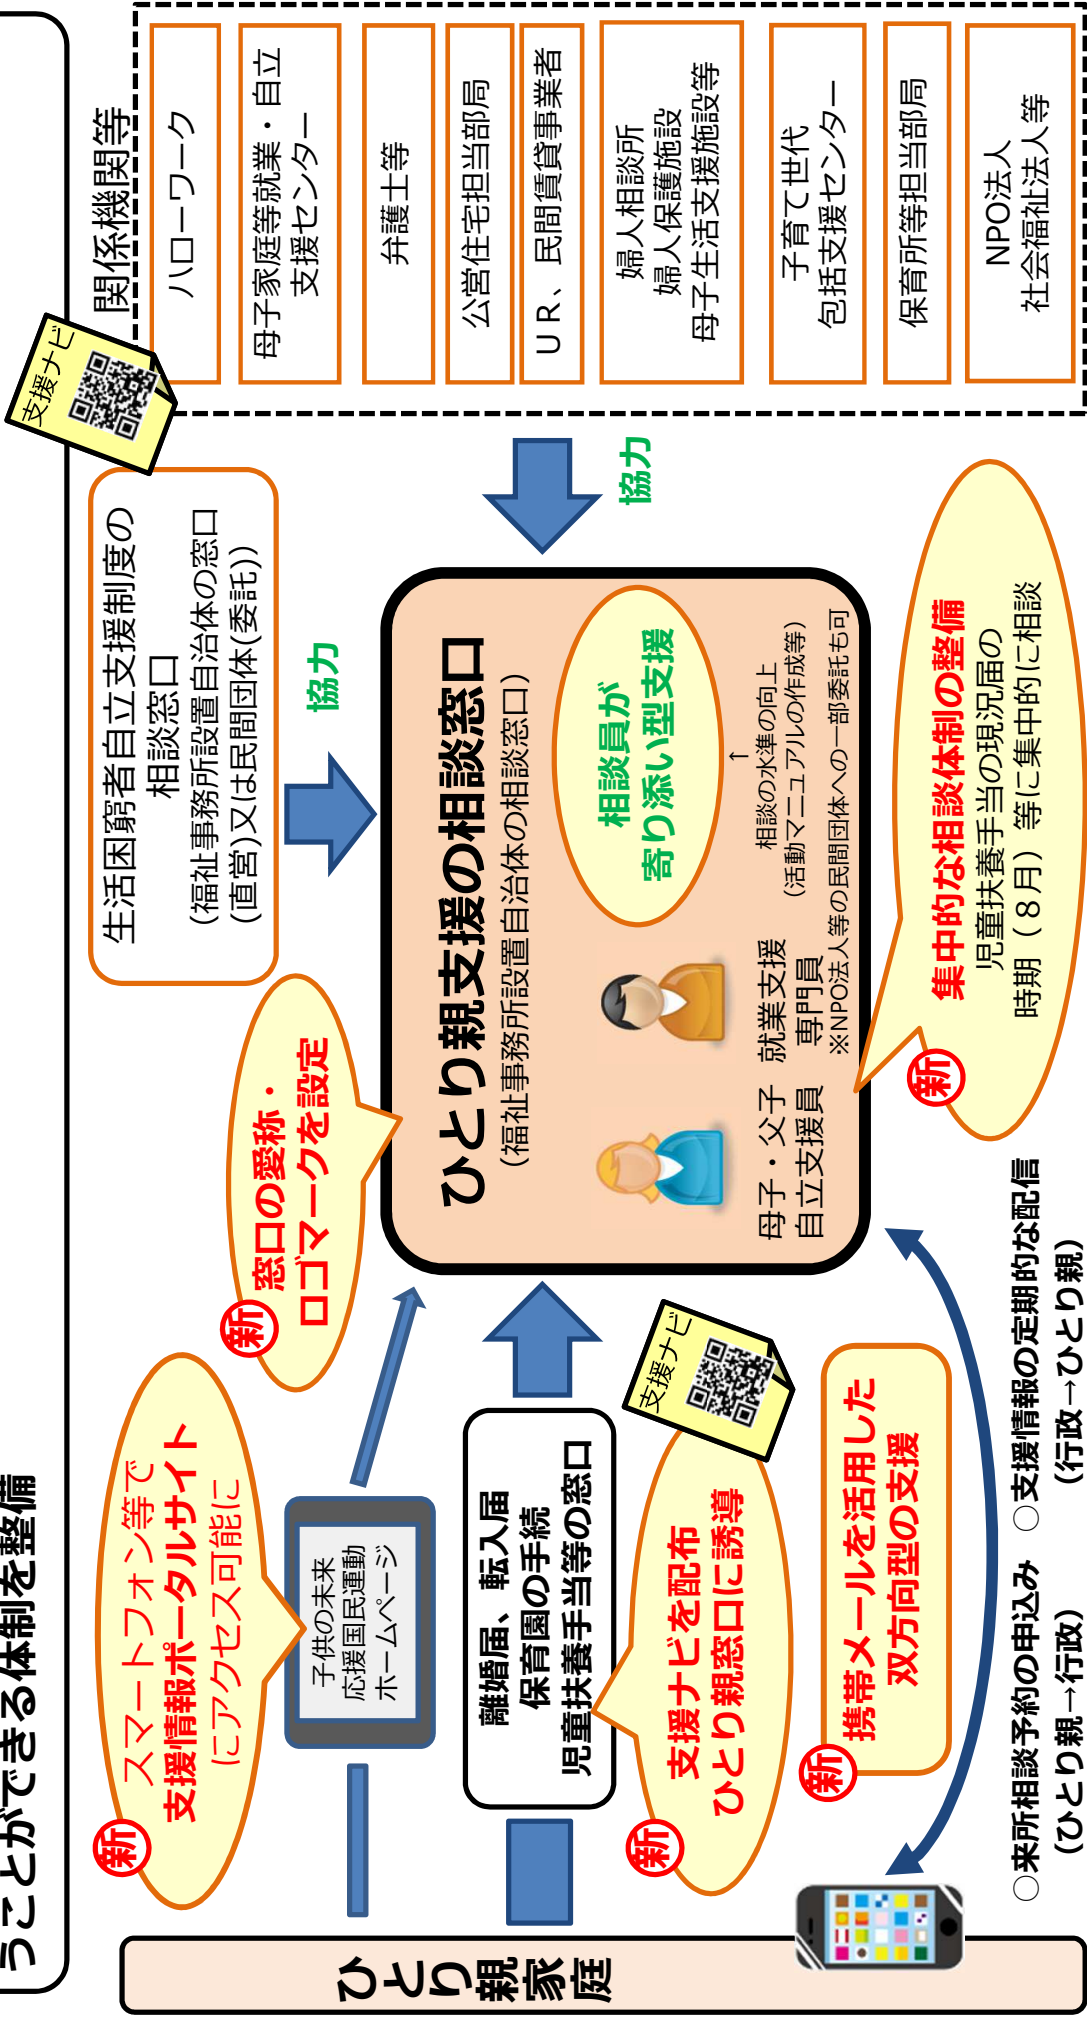 うことができる体制を整備
新
スマートフォン等で
支援情報ポータルサイト
にアクセス可能に
新
窓口の愛称・
ロゴマークを設定
生活困窮者自立支援制度の
相談窓口
(福祉事務所設置自治体の窓口
(直営)又は民間団体(委託))
協力
支援ナビ
関係機関等
ハローワーク
母子家庭等就業・自立
支援センター
弁護士等
公営住宅担当部局
ＵＲ、民間賃貸事業者
婦人相談所
婦人保護施設
母子生活支援施設等
子育て世代
包括支援センター
保育所等担当部局
NPO法人
社会福祉法人等
協力
ひとり親家庭
子供の未来
応援国民運動
ホームページ
離婚届、転入届
保育園の手続
児童扶養手当等の窓口
新
支援ナビを配布
ひとり親窓口に誘導
支援ナビ
ひとり親支援の相談窓口
(福祉事務所設置自治体の相談窓口)
相談員が
寄り添い型支援
↑
相談の水準の向上
（活動マニュアルの作成等）
母子・父子
自立支援員
就業支援
専門員
※NPO法人等の民間団体への一部委託も可
新
携帯メールを活用した
双方向型の支援
新
集中的な相談体制の整備
児童扶養手当の現況届の
時期（８月）等に集中的に相談
○来所相談予約の申込み
（ひとり親→行政）
○支援情報の定期的な配信
（行政→ひとり親）